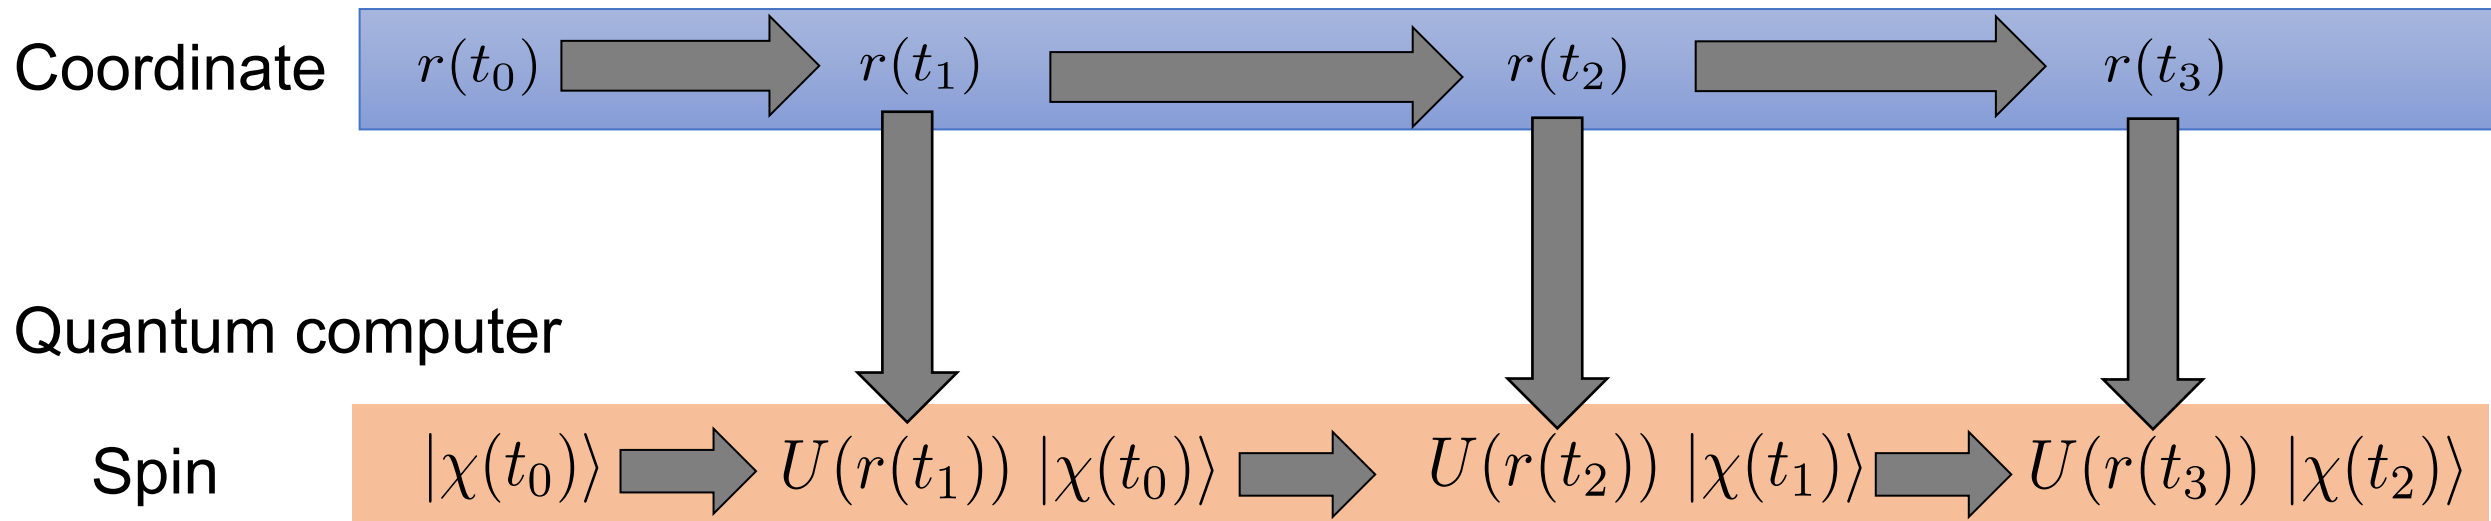 Coordinate r(t₀) r(t₁) r(t₂) r(t₃)
Quantum computer
Spin |χ(t₀)⟩ U(r(t₁)) |χ(t₀)⟩ U(r(t₂)) |χ(t₁)⟩ U(r(t₃)) |χ(t₂)⟩